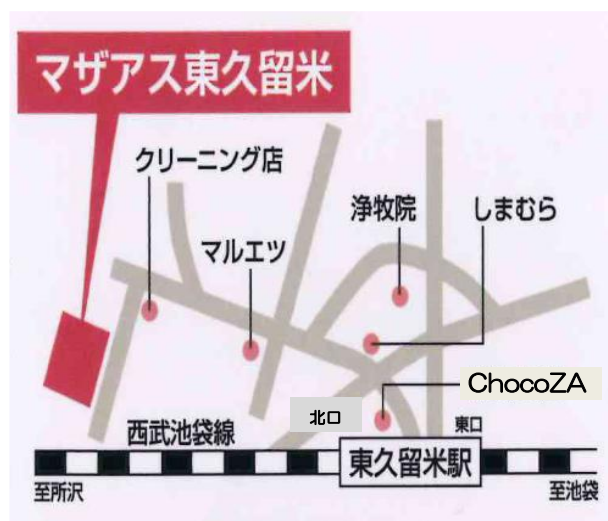 マザアス東久留米
クリーニング店
浄牧院
しまむら
マルエツ
ChocoZA
北口
東口
西武池袋線
東久留米駅
至所沢
至池袋